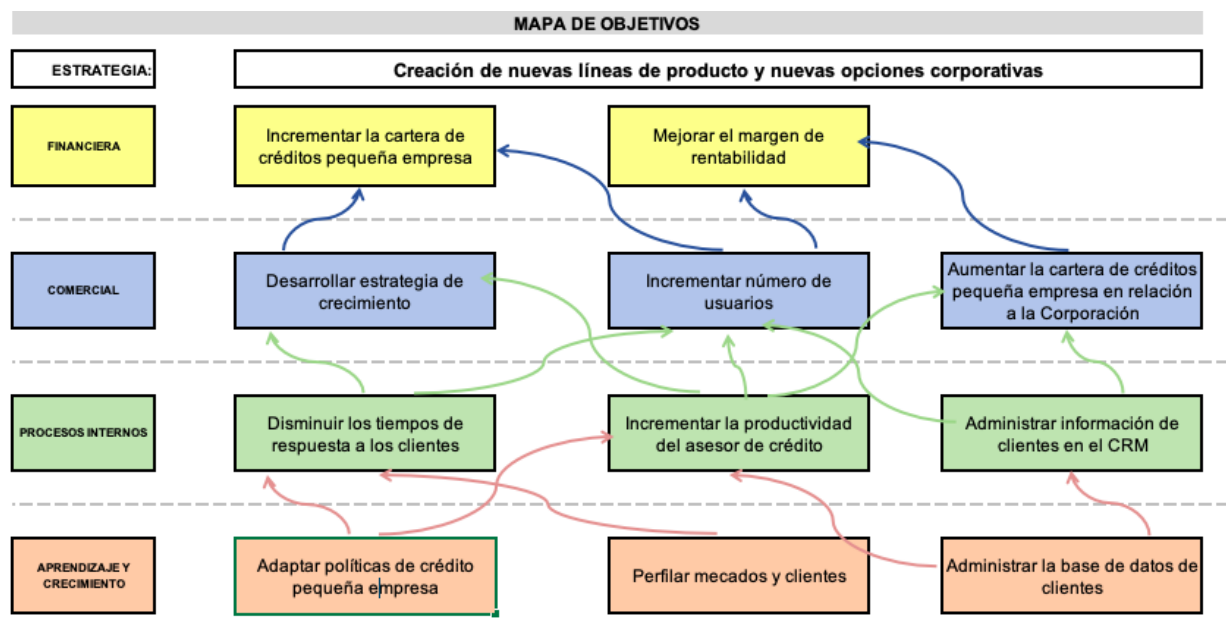 MAPA DE OBJETIVOS
ESTRATEGIA:
Creación de nuevas líneas de producto y nuevas opciones corporativas
FINANCIERA
Incrementar la cartera de
créditos pequeña empresa
Mejorar el margen de
rentabilidad
COMERCIAL
Desarrollar estrategia de
crecimiento
Incrementar número de
usuarios
Aumentar la cartera de créditos
pequeña empresa en relación
a la Corporación
PROCESOS INTERNOS
Disminuir los tiempos de
respuesta a los clientes
Incrementar la productividad
del asesor de crédito
Administrar información de
clientes en el CRM
APRENDIZAJE Y
CRECIMIENTO
Adaptar políticas de crédito
pequeña empresa
Perfilar mecados y clientes
Administrar la base de datos de
clientes